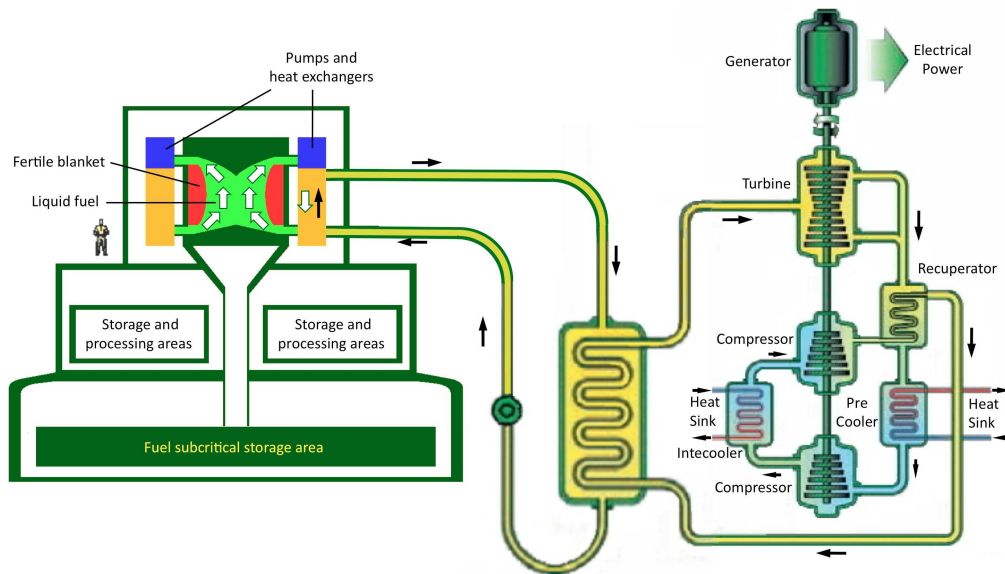 Pumps and
heat exchangers
Fertile blanket
Liquid fuel
Storage and
processing areas
Storage and
processing areas
Fuel subcritical storage area
Generator
Electrical
Power
Turbine
Recuperator
Compressor
Heat
Sink
Intecooler
Pre
Cooler
Heat
Sink
Compressor